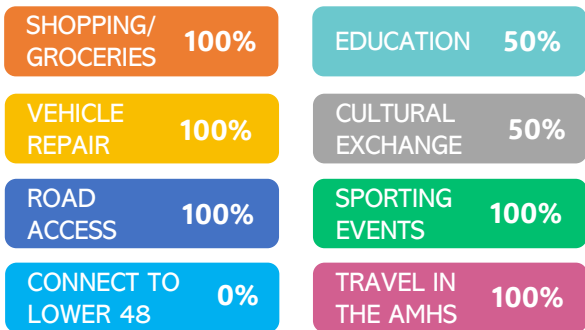 SHOPPING/
GROCERIES 100%
EDUCATION 50%
VEHICLE
REPAIR 100%
CULTURAL
EXCHANGE 50%
ROAD
ACCESS 100%
SPORTING
EVENTS 100%
CONNECT TO
LOWER 48 0%
TRAVEL IN
THE AMHS 100%